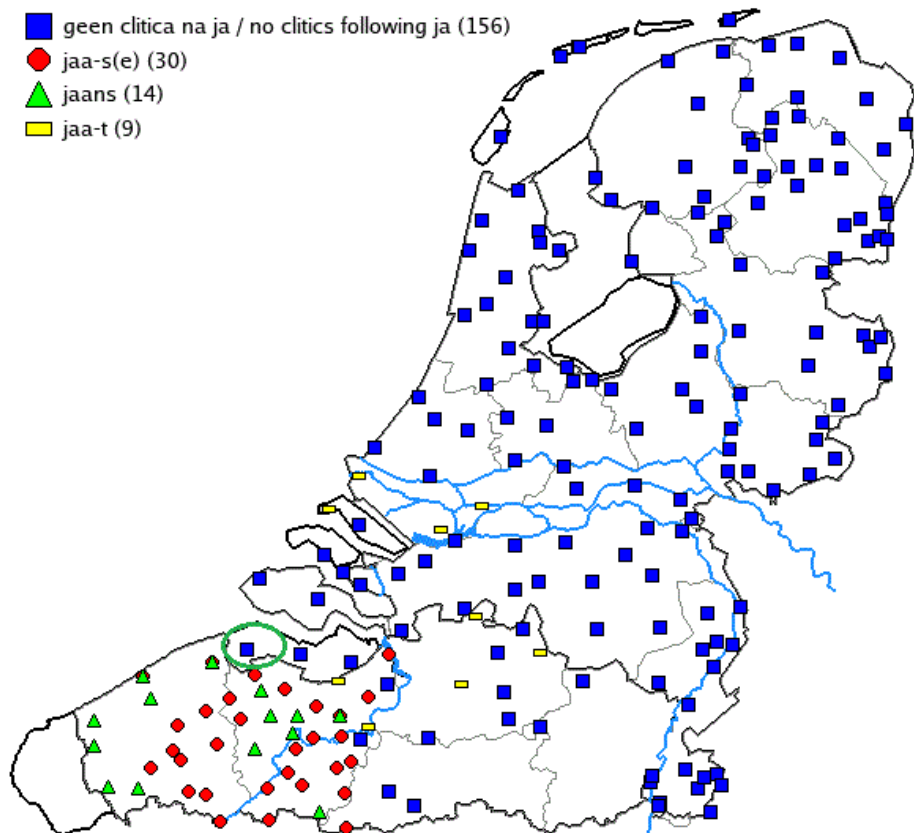 geen clitica na ja / no clitics following ja (156)
jaa-s(e) (30)
jaans (14)
jaa-t (9)